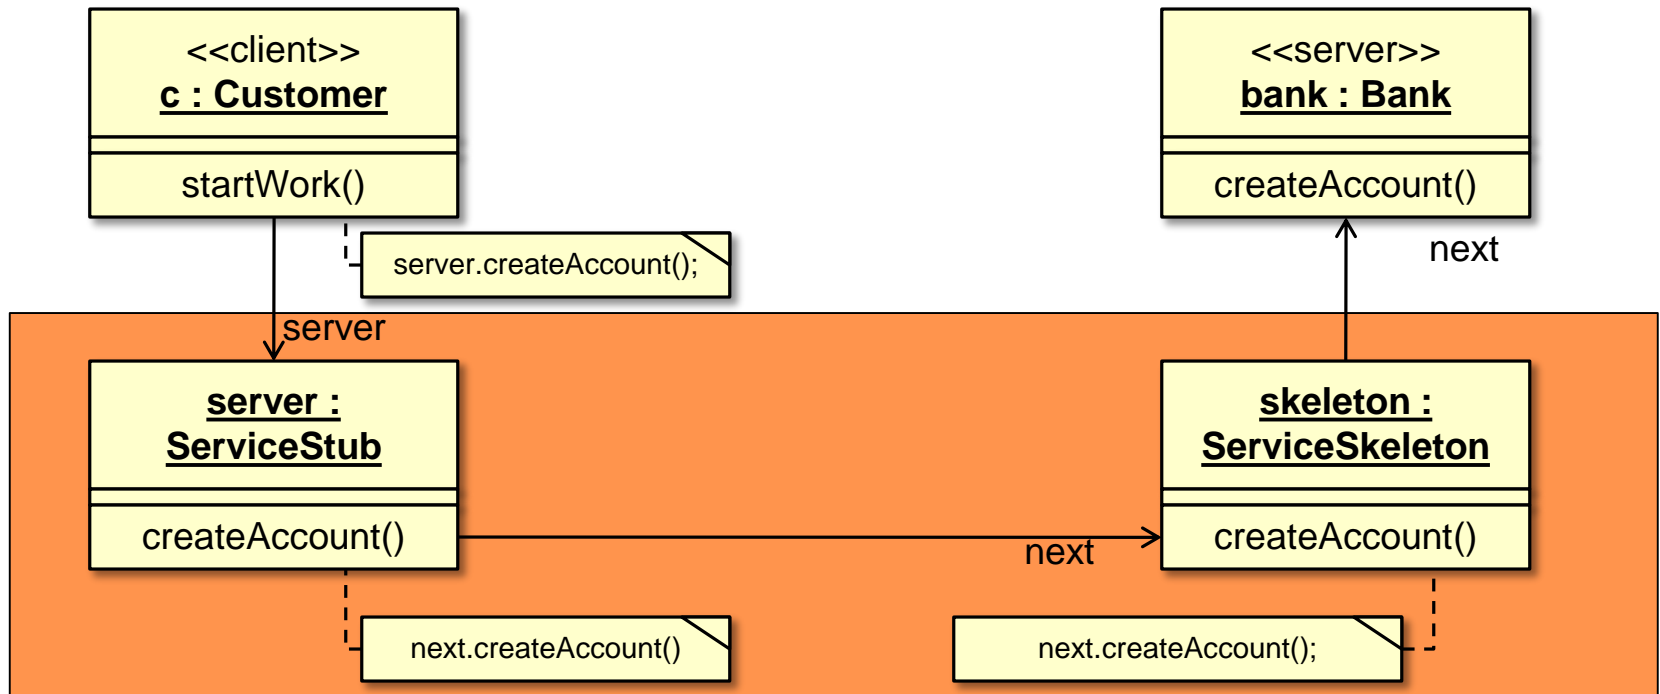 <<client>>
c : Customer
startWork()
<<server>>
bank : Bank
createAccount()
server.createAccount();
next
server
server :
ServiceStub
createAccount()
next
skeleton :
ServiceSkeleton
createAccount()
next.createAccount()
next.createAccount();